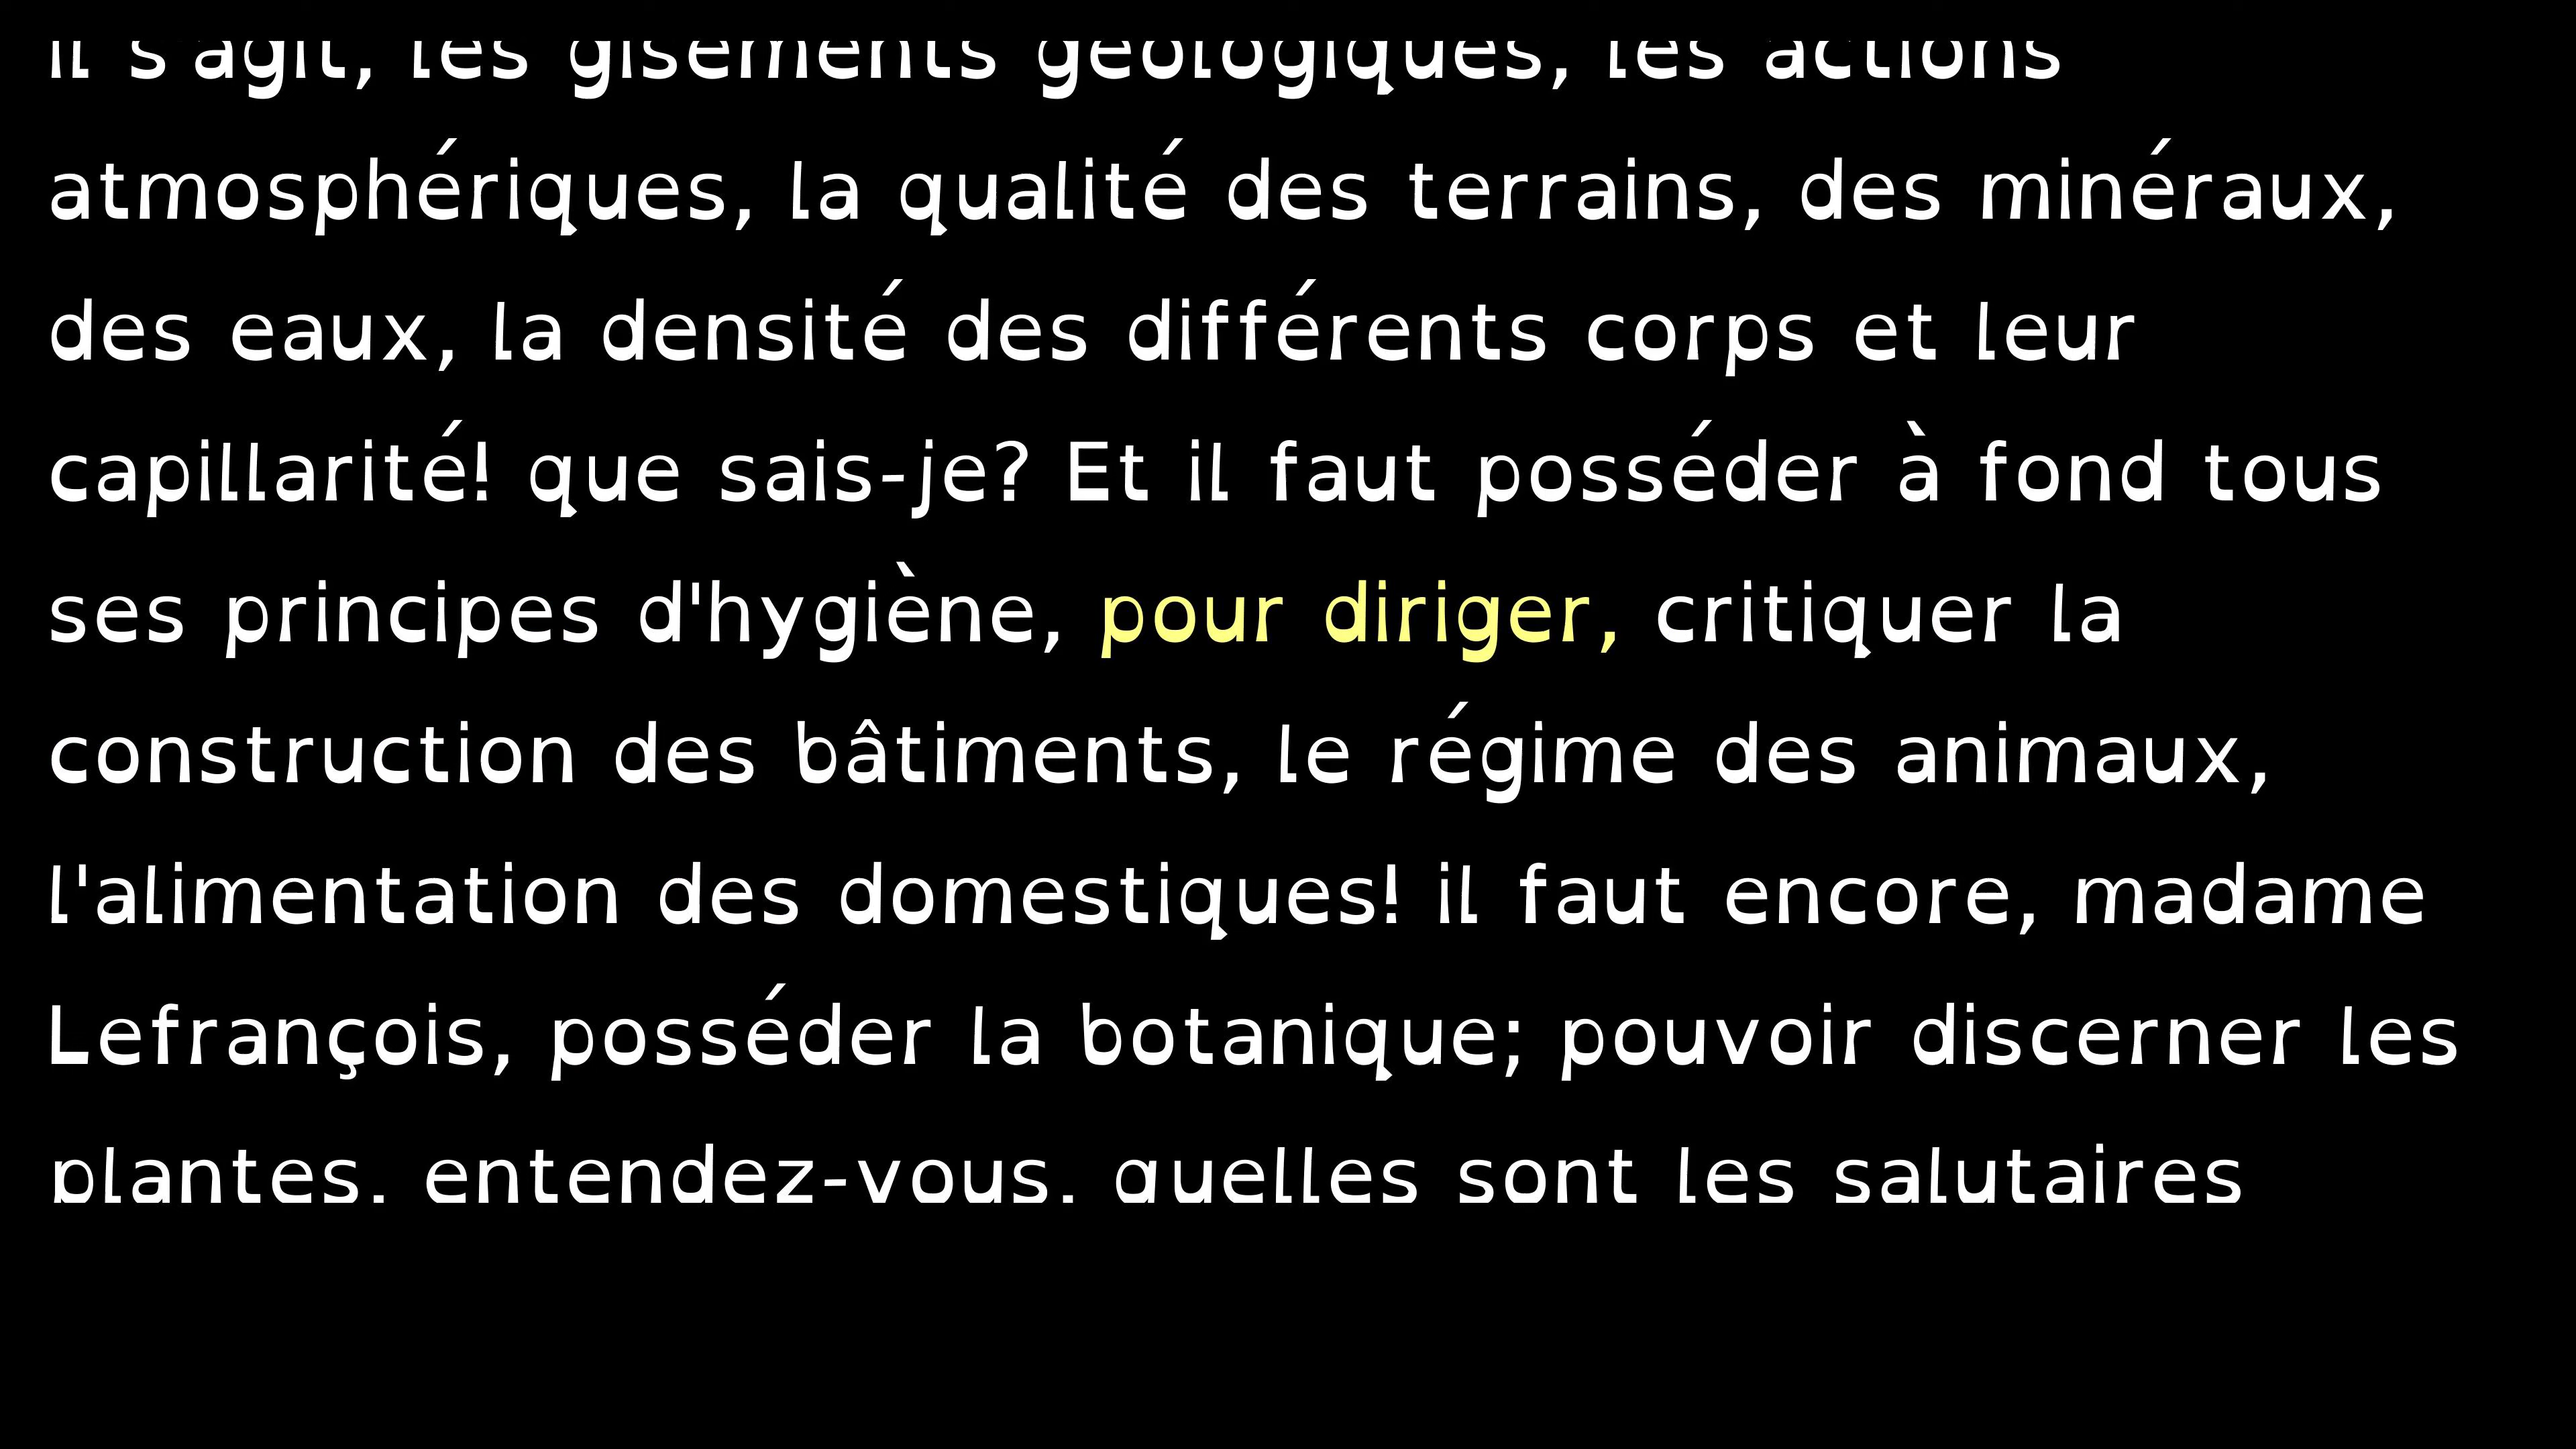 il s'agit, les gisements géologiques, les actions
atmosphériques, la qualité des terrains, des minéraux,
des eaux, la densité des différents corps et leur
capillarité! que sais-je? Et il faut posséder à fond tous
ses principes d'hygiène, pour diriger, critiquer la
construction des bâtiments, le régime des animaux,
l'alimentation des domestiques! il faut encore, madame
Lefrançois, posséder la botanique; pouvoir discerner les
plantes, entendez-vous, quelles sont les salutaires